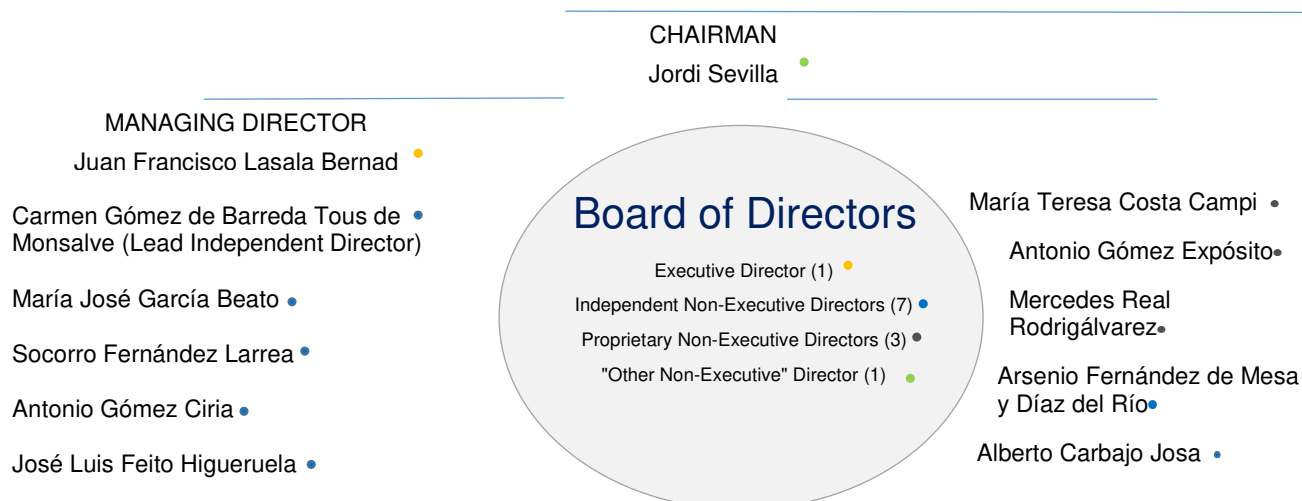 CHAIRMAN
Jordi Sevilla
MANAGING DIRECTOR
Juan Francisco Lasala Bernad
Carmen Gómez de Barreda Tous de
Monsalve (Lead Independent Director)
María José García Beato
Socorro Fernández Larrea
Antonio Gómez Ciria
José Luis Feito Higueruela
Board of Directors
Executive Director (1)
Independent Non-Executive Directors (7)
Proprietary Non-Executive Directors (3)
"Other Non-Executive" Director (1)
María Teresa Costa Campi
Antonio Gómez Expósito
Mercedes Real
Rodrigálvarez
Arsenio Fernández de Mesa
y Díaz del Río
Alberto Carbajo Josa